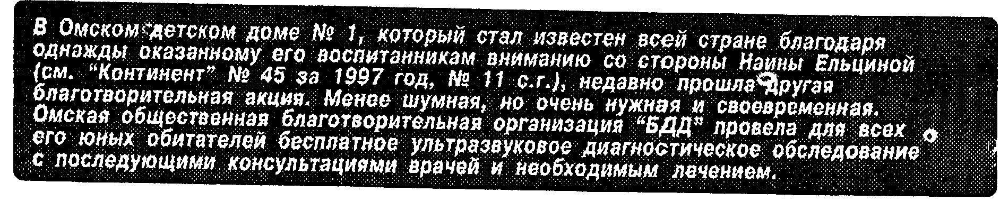 В Омском детском доме № 1, который стал известен всей стране благодаря
однажды оказанному его воспитанникам вниманию со стороны Наины Ельциной
(см. “Континент” № 45 за 1997 год, № 11 с.г.), недавно прошла другая
благотворительная акция. Менее шумная, но очень нужная и своевременная.
Омская общественная благотворительная организация “БДД” провела для всех
его юных обитателей бесплатное ультразвуковое диагностическое обследование
с последующими консультациями врачей и необходимым лечением.